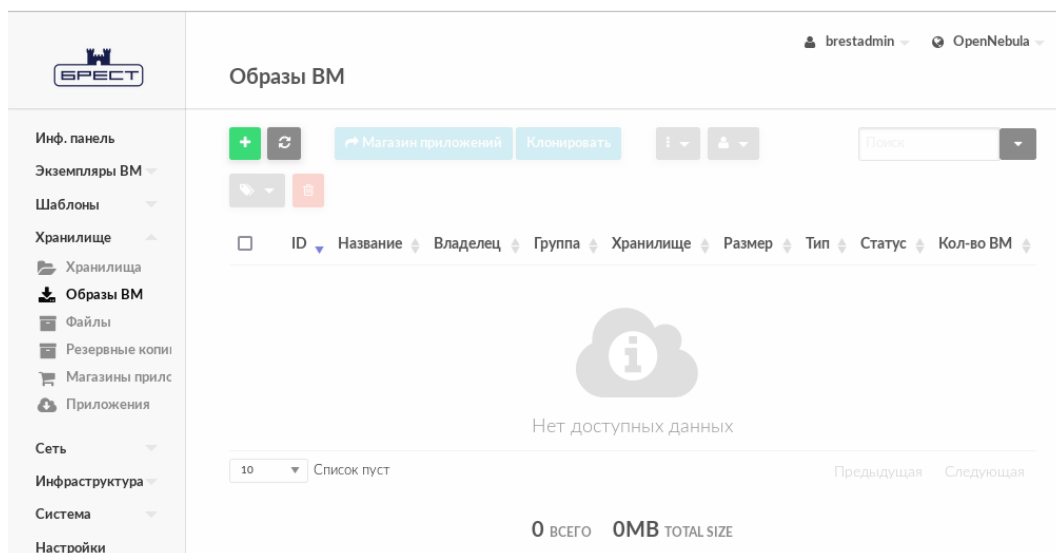 brestadmin OpenNebula
БРЕСТ
Образы ВМ
Инф. панель
Экземпляры ВМ
Шаблоны
Хранилище
Хранилища
Образы ВМ
Файлы
Резервные копи
Магазины прило
Приложения
Сеть
Инфраструктура
Система
Настройки
Магазин приложений Клонировать Поиск
ID Название Владелец Группа Хранилище Размер Тип Статус Кол-во ВМ
Нет доступных данных
10 Список пуст Предыдущая Следующая
0 ВСЕГО 0MB TOTAL SIZE